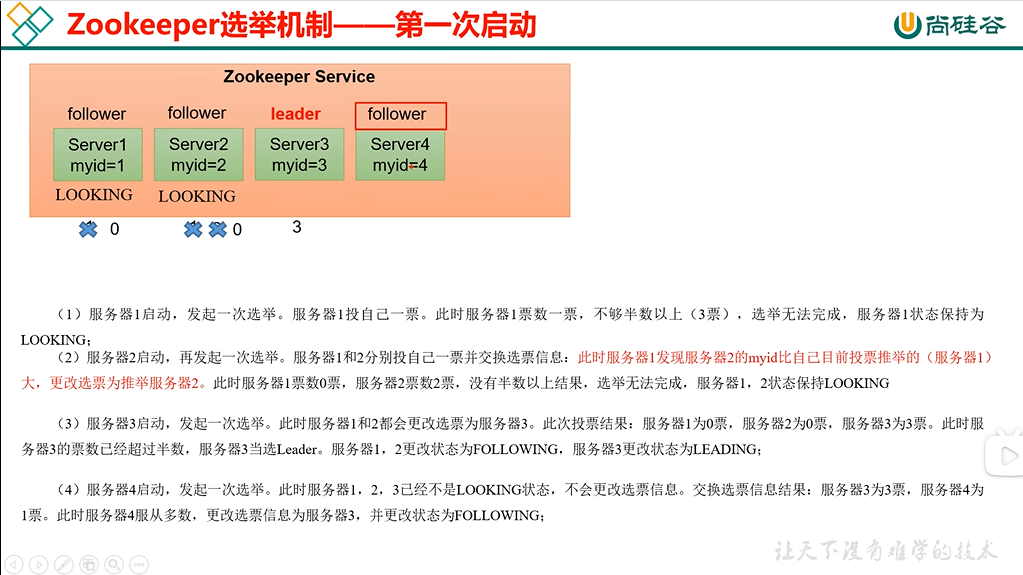 Zookeeper选举机制——第一次启动
尚硅谷
Zookeeper Service
follower follower leader follower
Server1 Server2 Server3 Server4
myid=1 myid=2 myid=3 myid=4
LOOKING LOOKING
0 0 3
（1）服务器1启动，发起一次选举。服务器1投自己一票。此时服务器1票数一票，不够半数以上（3票），选举无法完成，服务器1状态保持为
LOOKING；
（2）服务器2启动，再发起一次选举。服务器1和2分别投自己一票并交换选票信息：此时服务器1发现服务器2的myid比自己目前投票推举的（服务器1）
大，更改选票为推举服务器2。此时服务器1票数0票，服务器2票数2票，没有半数以上结果，选举无法完成，服务器1，2状态保持LOOKING
（3）服务器3启动，发起一次选举。此时服务器1和2都会更改选票为服务器3。此次投票结果：服务器1为0票，服务器2为0票，服务器3为3票。此时服
务器3的票数已经超过半数，服务器3当选Leader。服务器1，2更改状态为FOLLOWING，服务器3更改状态为LEADING；
（4）服务器4启动，发起一次选举。此时服务器1，2，3已经不是LOOKING状态，不会更改选票信息。交换选票信息结果：服务器3为3票，服务器4为
1票。此时服务器4服从多数，更改选票信息为服务器3，并更改状态为FOLLOWING；
让天下没有难学的技术